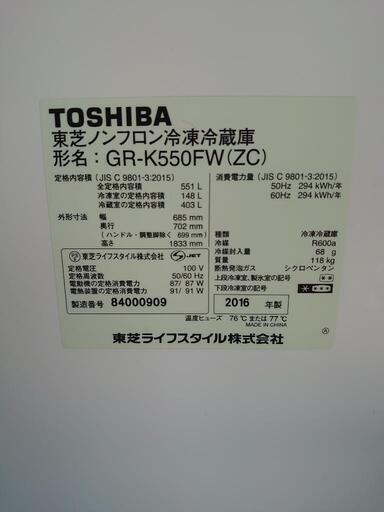 TOSHIBA
東芝ノンフロン冷凍冷蔵庫
形名：GR-K550FW(ZC)
定格内容積（JIS C 9801-3:2015）
全定格内容積 551 L
冷凍室の定格内容積 148 L
冷蔵室の定格内容積 403 L
外形寸法 幅 685 mm
奥行 702 mm
（ハンドル・調整脚除く 699 mm）
高さ 1833 mm
東芝ライフスタイル株式会社 S JET
定格電圧 100 V
定格周波数 50/60 Hz
電動機の定格消費電力 87/ 87 W
電熱装置の定格消費電力 91/ 91 W
製造番号 84000909
消費電力量（JIS C 9801-3:2015）
50Hz 294 kWh/年
60Hz 294 kWh/年
種類 冷凍冷蔵庫
冷媒 R600a
冷媒封入量 68 g
質量 118 kg
断熱発泡ガス シクロペンタン
上段冷凍室、製氷室の記号
下段冷凍室の記号
2016 年製
温度ヒューズ 76℃ または 77℃
MADE IN CHINA
東芝ライフスタイル株式会社
Ⓐ